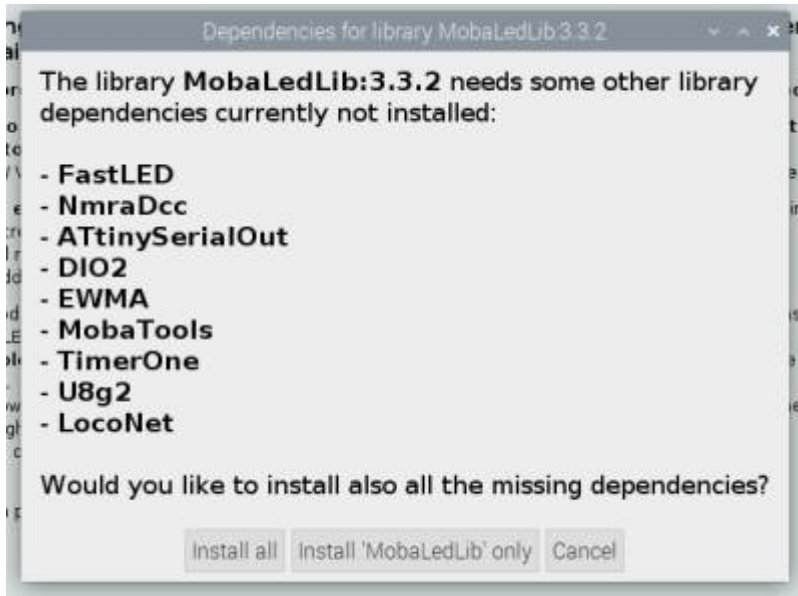 Dependencies for library MobaLedLib:3.3.2
The library MobaLedLib:3.3.2 needs some other library
dependencies currently not installed:
- FastLED
- NmraDcc
- ATtinySerialOut
- DIO2
- EWMA
- MobaTools
- TimerOne
- U8g2
- LocoNet
Would you like to install also all the missing dependencies?
Install all Install 'MobaLedLib' only Cancel